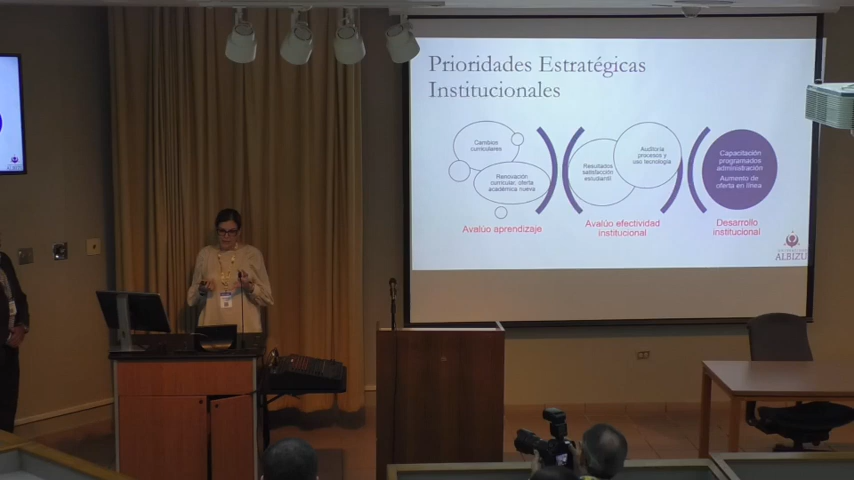 Prioridades Estratégicas
Institucionales
Cambios
curriculares
Renovación
curricular, oferta
académica nueva
Avalúo aprendizaje
Resultados
satisfacción
estudiantil
Auditoría
procesos y
uso tecnología
Avalúo efectividad
institucional
Capacitación
programados
administración
Aumento de
oferta en línea
Desarrollo
institucional
ALBIZU